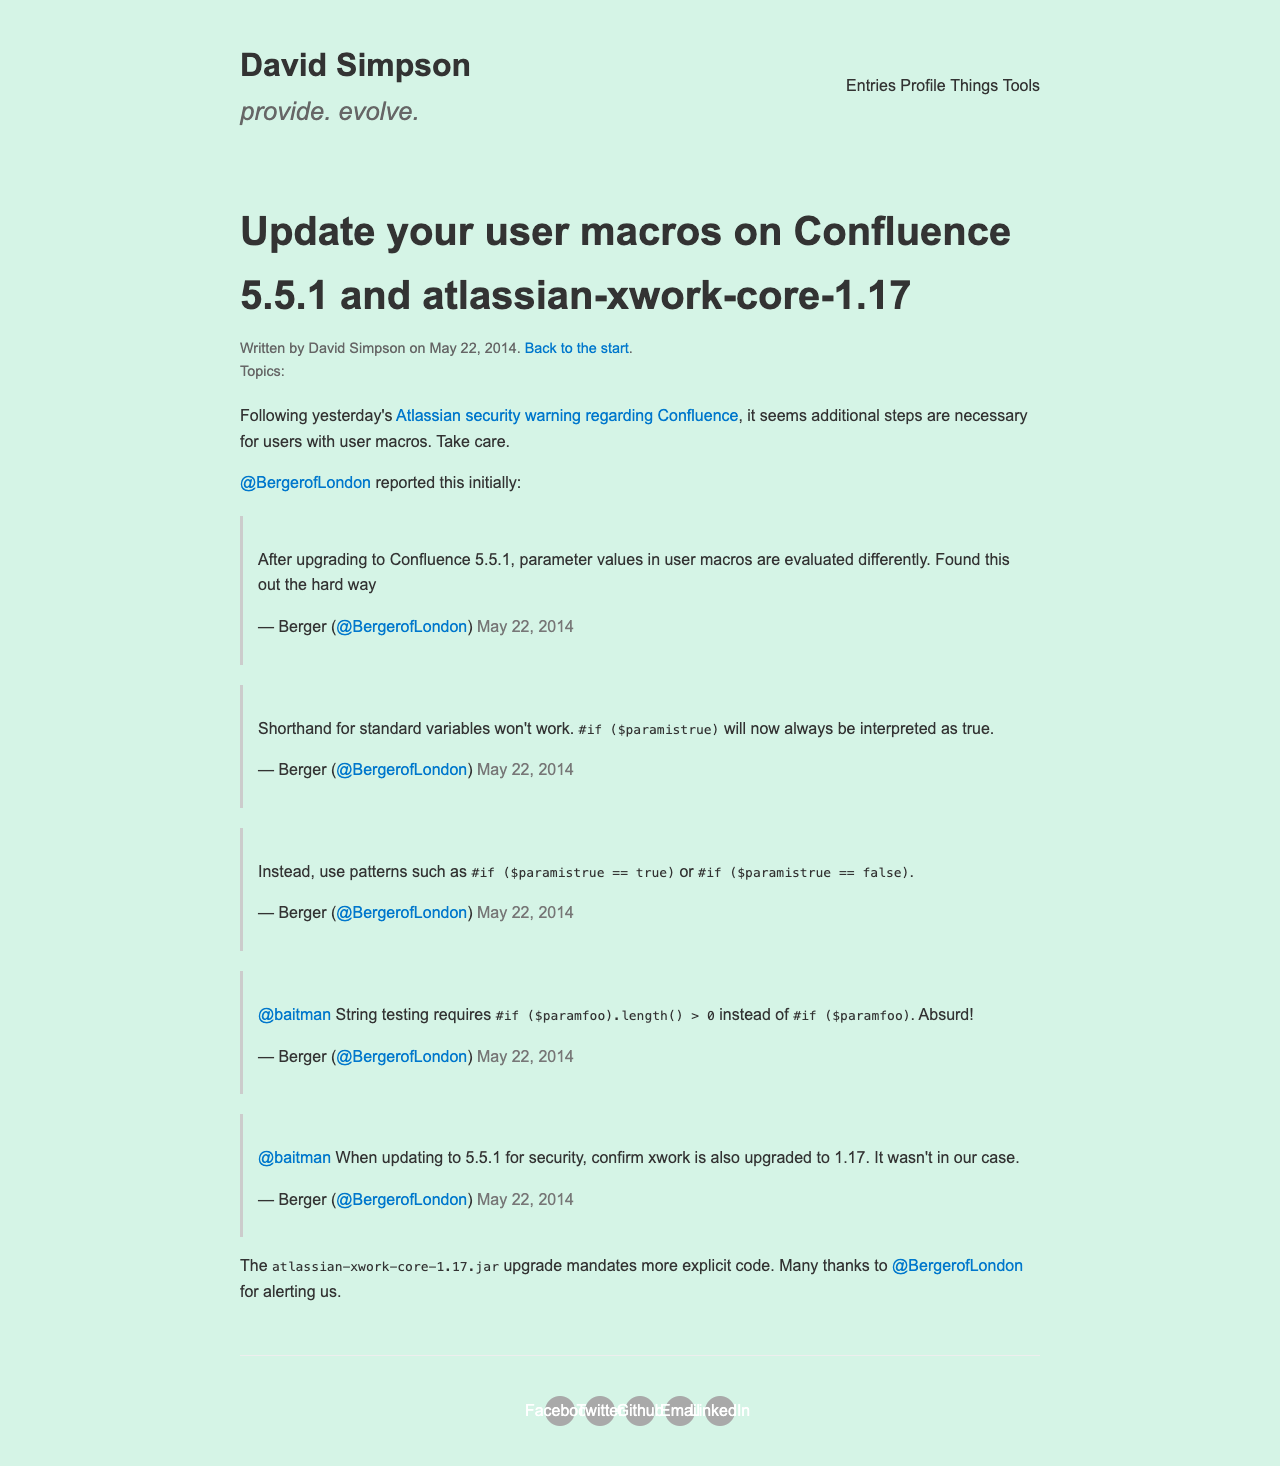 David Simpson
provide. evolve.
Entries Profile Things Tools
Update your user macros on Confluence
5.5.1 and atlassian-xwork-core-1.17
Written by David Simpson on May 22, 2014. Back to the start.
Topics:
Following yesterday's Atlassian security warning regarding Confluence, it seems additional steps are necessary
for users with user macros. Take care.
@BergerofLondon reported this initially:
After upgrading to Confluence 5.5.1, parameter values in user macros are evaluated differently. Found this
out the hard way
— Berger (@BergerofLondon) May 22, 2014
Shorthand for standard variables won't work. #if ($paramistrue) will now always be interpreted as true.
— Berger (@BergerofLondon) May 22, 2014
Instead, use patterns such as #if ($paramistrue == true) or #if ($paramistrue == false).
— Berger (@BergerofLondon) May 22, 2014
@baitman String testing requires #if ($paramfoo).length() > 0 instead of #if ($paramfoo). Absurd!
— Berger (@BergerofLondon) May 22, 2014
@baitman When updating to 5.5.1 for security, confirm xwork is also upgraded to 1.17. It wasn't in our case.
— Berger (@BergerofLondon) May 22, 2014
The atlassian-xwork-core-1.17.jar upgrade mandates more explicit code. Many thanks to @BergerofLondon
for alerting us.
Facebook Twitter Github Email LinkedIn